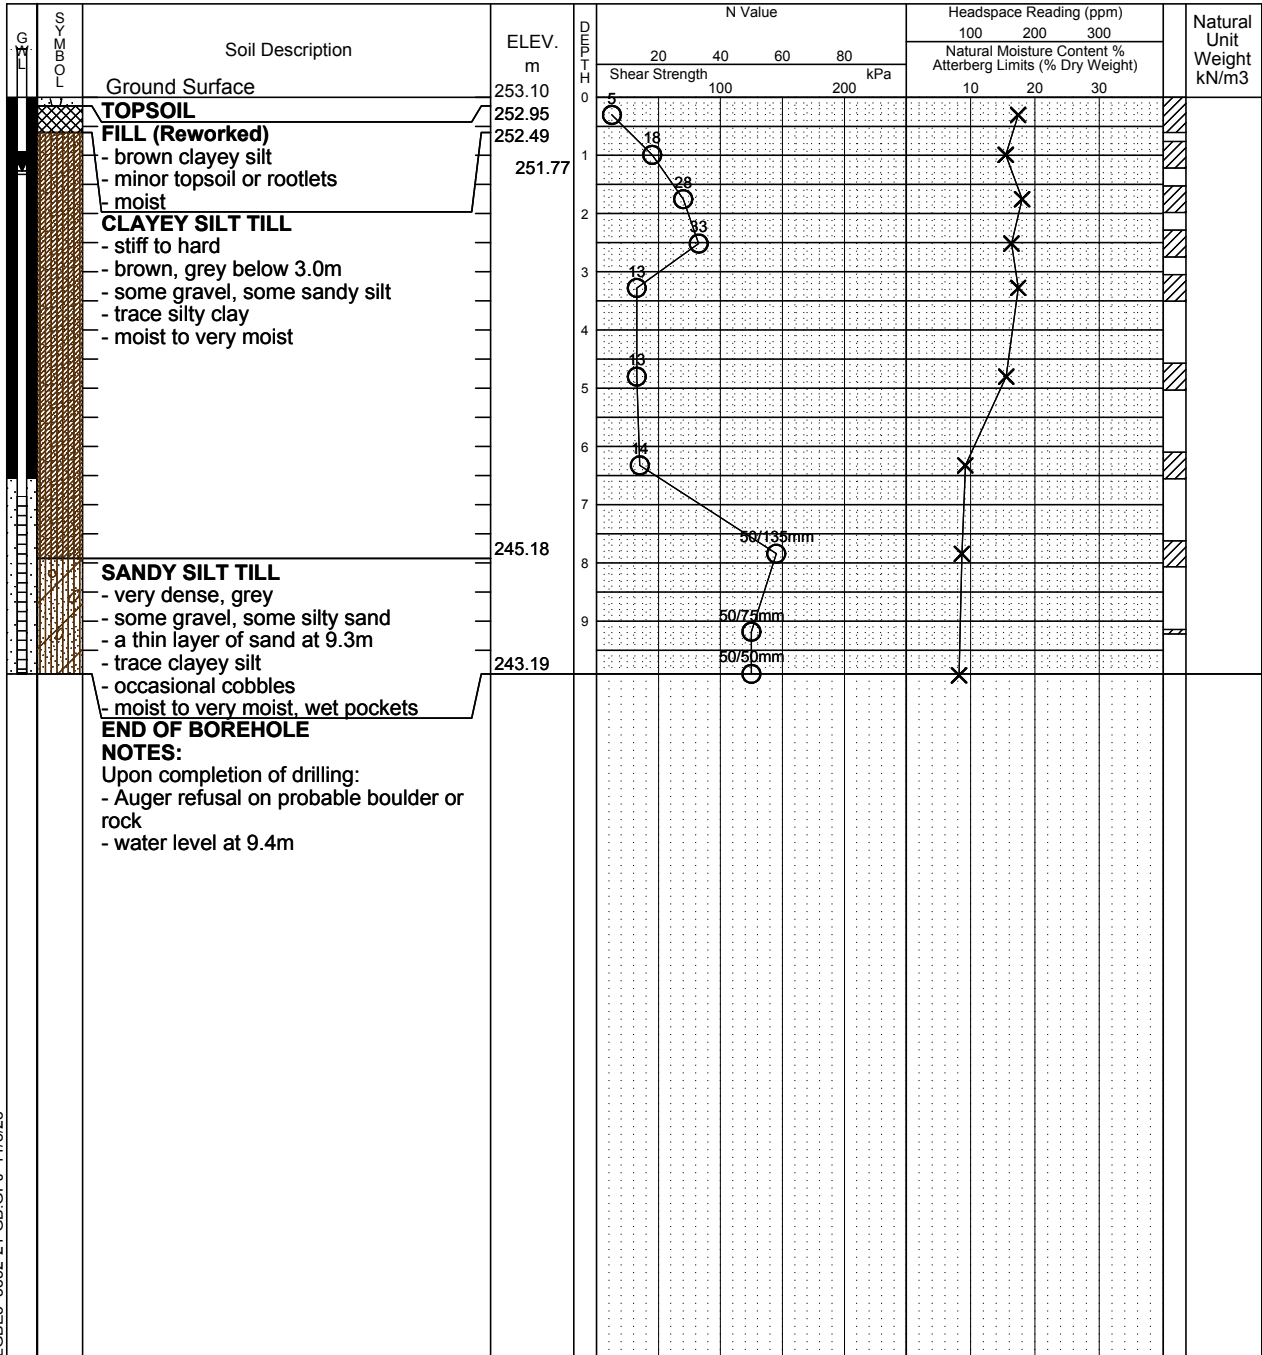 GWL
SYMBOL
Soil Description
Ground Surface
ELEV.
m
DEPTH
N Value
20 40 60 80
Shear Strength kPa
100 200
Headspace Reading (ppm)
100 200 300
Natural Moisture Content %
Atterberg Limits (% Dry Weight)
10 20 30
Natural
Unit
Weight
kN/m3
253.10
0
TOPSOIL
252.95
FILL (Reworked)
252.49
- brown clayey silt
251.77
- minor topsoil or rootlets
- moist
CLAYEY SILT TILL
- stiff to hard
- brown, grey below 3.0m
- some gravel, some sandy silt
- trace silty clay
- moist to very moist
245.18
SANDY SILT TILL
- very dense, grey
- some gravel, some silty sand
- a thin layer of sand at 9.3m
- trace clayey silt
243.19
- occasional cobbles
- moist to very moist, wet pockets
END OF BOREHOLE
NOTES:
Upon completion of drilling:
- Auger refusal on probable boulder or
rock
- water level at 9.4m
1
2
3
4
5
6
7
8
9
5
18
28
33
13
13
14
50/135mm
50/75mm
50/50mm